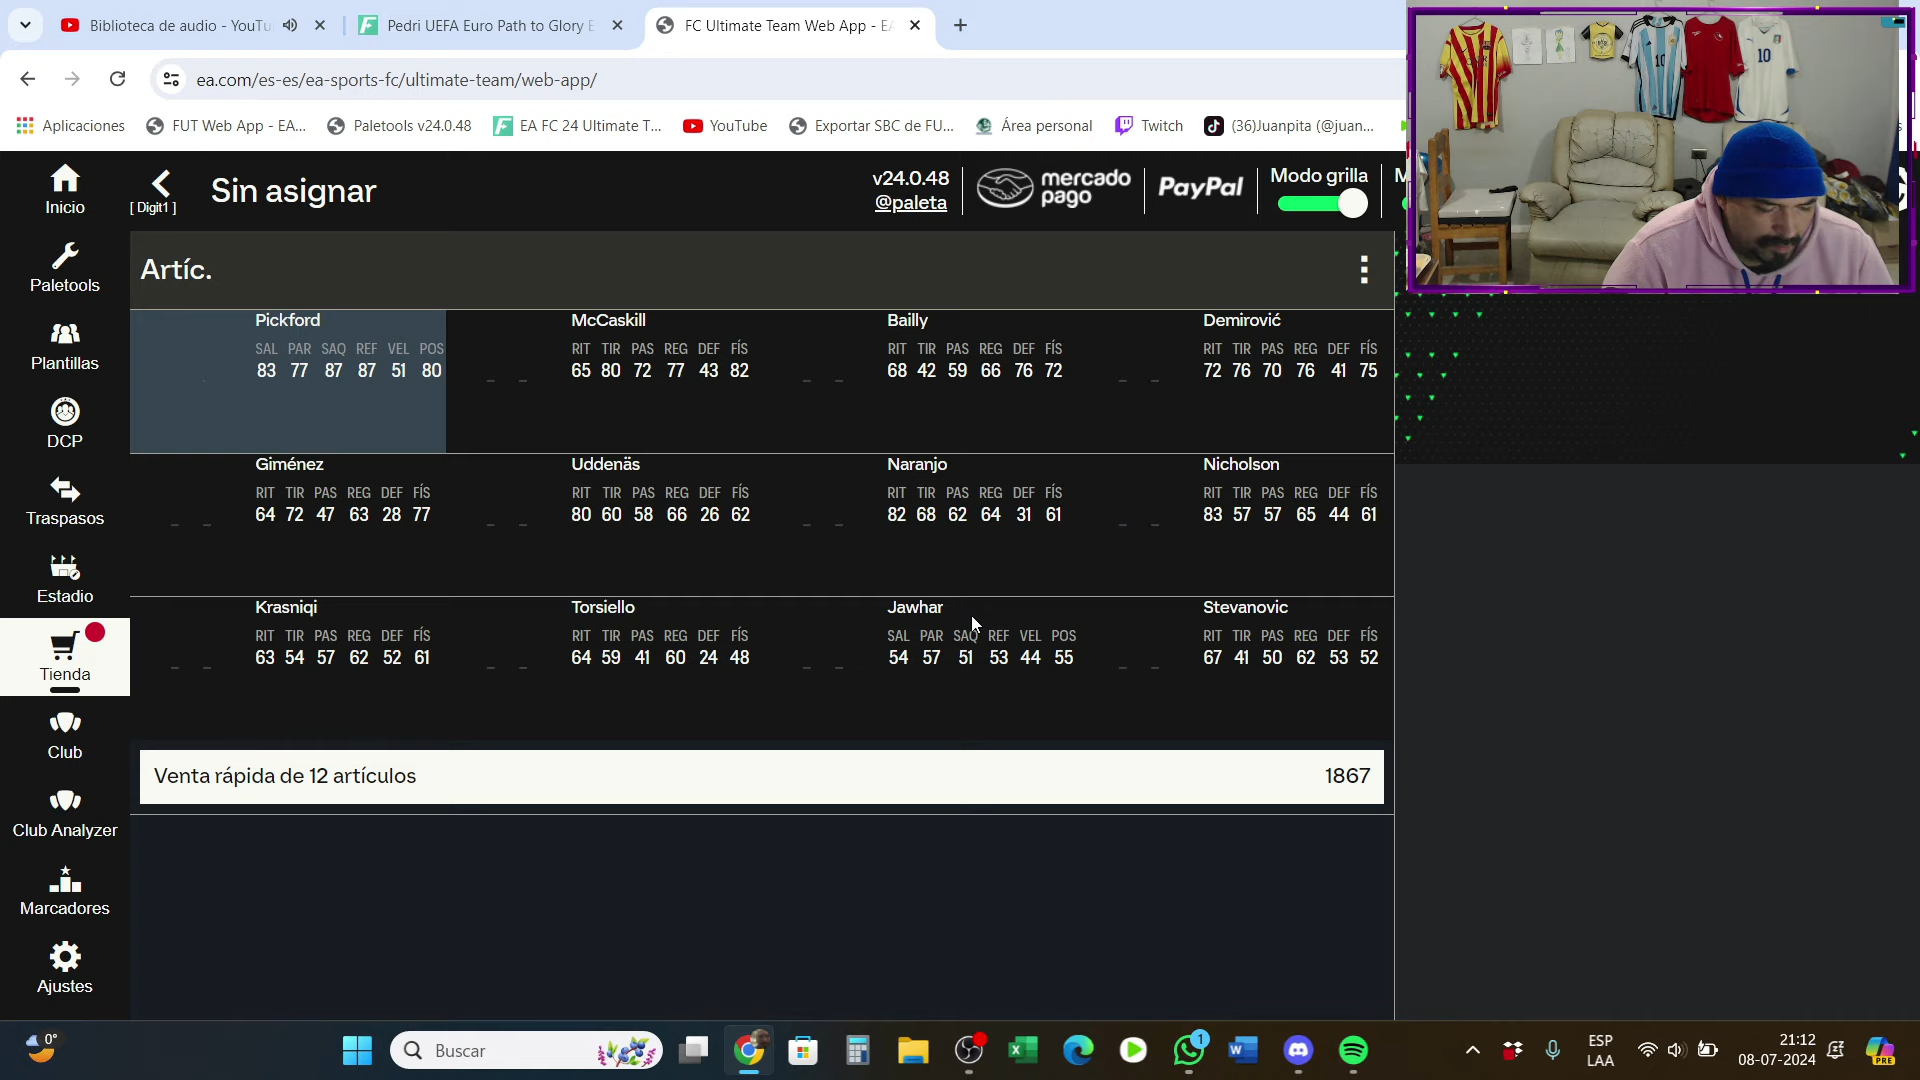 Biblioteca de audio - YouTu
Pedri UEFA Euro Path to Glory E
FC Ultimate Team Web App - EA
ea.com/es-es/ea-sports-fc/ultimate-team/web-app/
Aplicaciones
FUT Web App - EA...
Paletools v24.0.48
EA FC 24 Ultimate T...
YouTube
Exportar SBC de FU...
Área personal
Twitch
(36)Juanpita (@juan...
Inicio
Paletools
Plantillas
DCP
Traspasos
Estadio
Tienda
Club
Club Analyzer
Marcadores
Ajustes
[ Digit1 ]
Sin asignar
v24.0.48
@paleta
mercado pago
PayPal
Modo grilla
Artíc.
Pickford
SAL PAR SAQ REF VEL POS
83 77 87 87 51 80
McCaskill
RIT TIR PAS REG DEF FÍS
65 80 72 77 43 82
Bailly
RIT TIR PAS REG DEF FÍS
68 42 59 66 76 72
Demirović
RIT TIR PAS REG DEF FÍS
72 76 70 76 41 75
Giménez
RIT TIR PAS REG DEF FÍS
64 72 47 63 28 77
Uddenäs
RIT TIR PAS REG DEF FÍS
80 60 58 66 26 62
Naranjo
RIT TIR PAS REG DEF FÍS
82 68 62 64 31 61
Nicholson
RIT TIR PAS REG DEF FÍS
83 57 57 65 44 61
Krasniqi
RIT TIR PAS REG DEF FÍS
63 54 57 62 52 61
Torsiello
RIT TIR PAS REG DEF FÍS
64 59 41 60 24 48
Jawhar
SAL PAR SAQ REF VEL POS
54 57 51 53 44 55
Stevanovic
RIT TIR PAS REG DEF FÍS
67 41 50 62 53 52
Venta rápida de 12 artículos 1867
10
10
0°
Buscar
1
ESP
LAA
21:12
08-07-2024
PRE